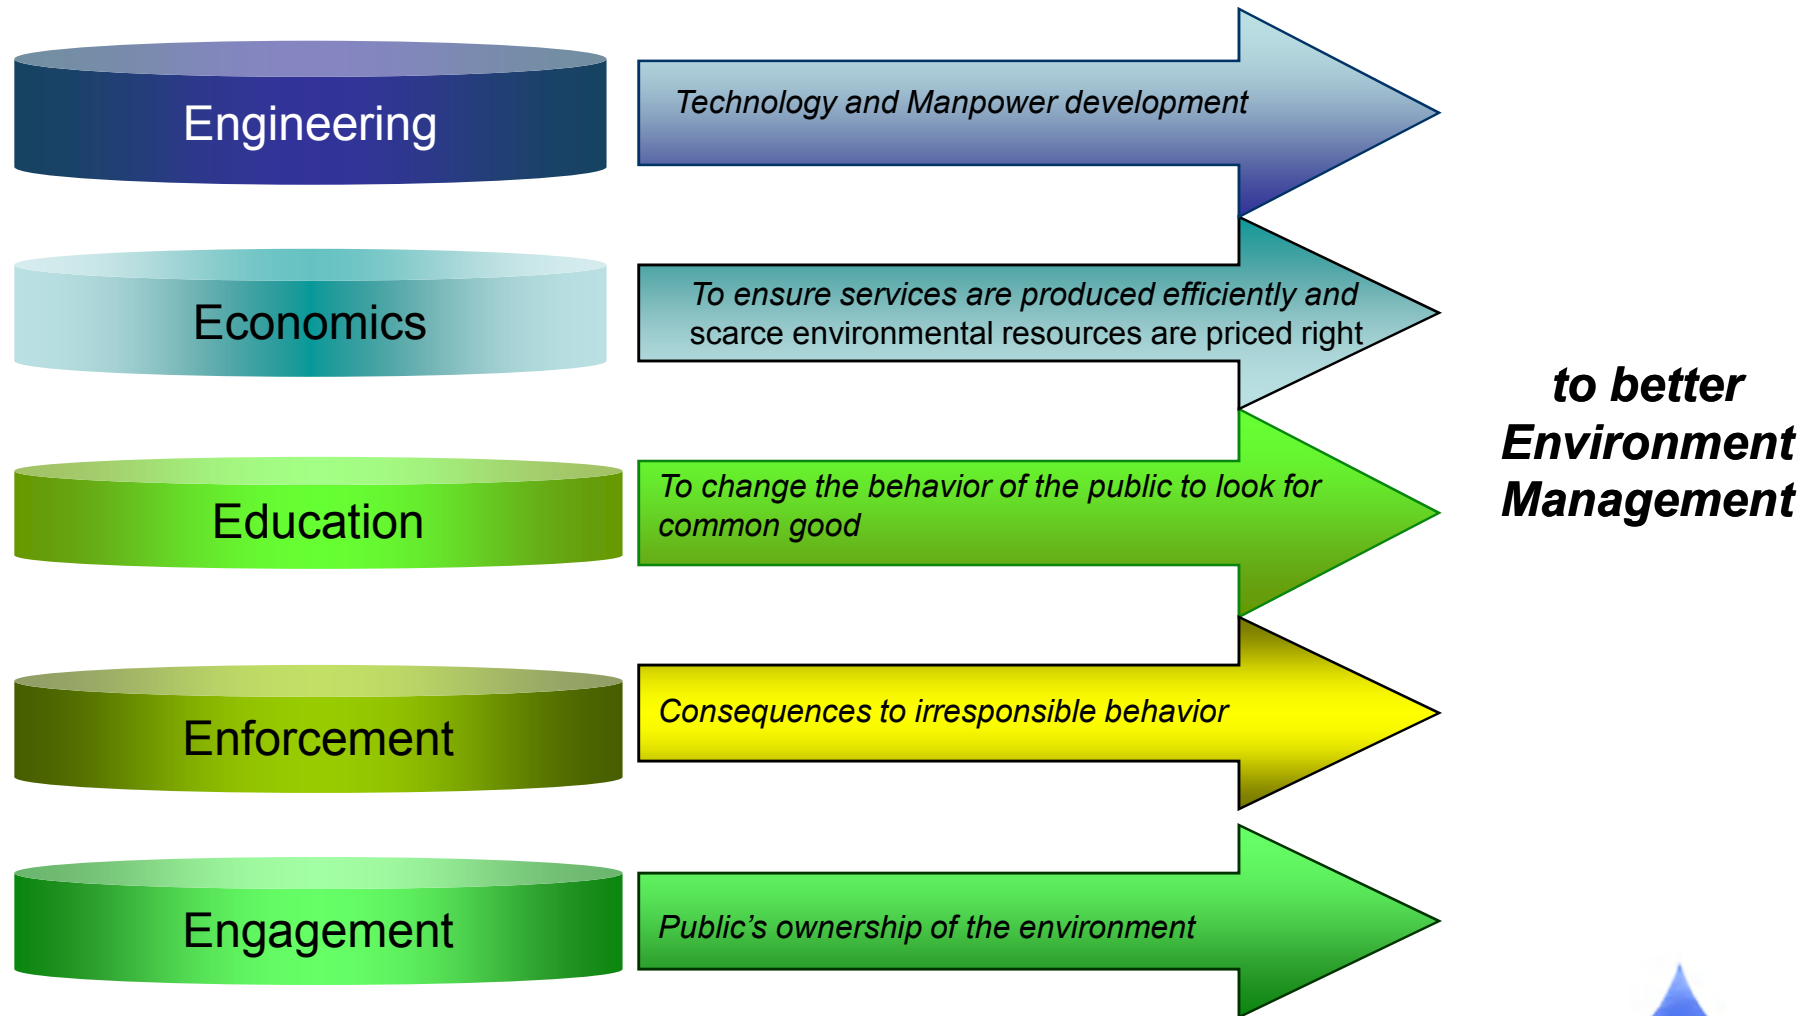 Engineering
Technology and Manpower development
Economics
To ensure services are produced efficiently and
scarce environmental resources are priced right
to better
Environment
Management
Education
To change the behavior of the public to look for
common good
Enforcement
Consequences to irresponsible behavior
Engagement
Public’s ownership of the environment